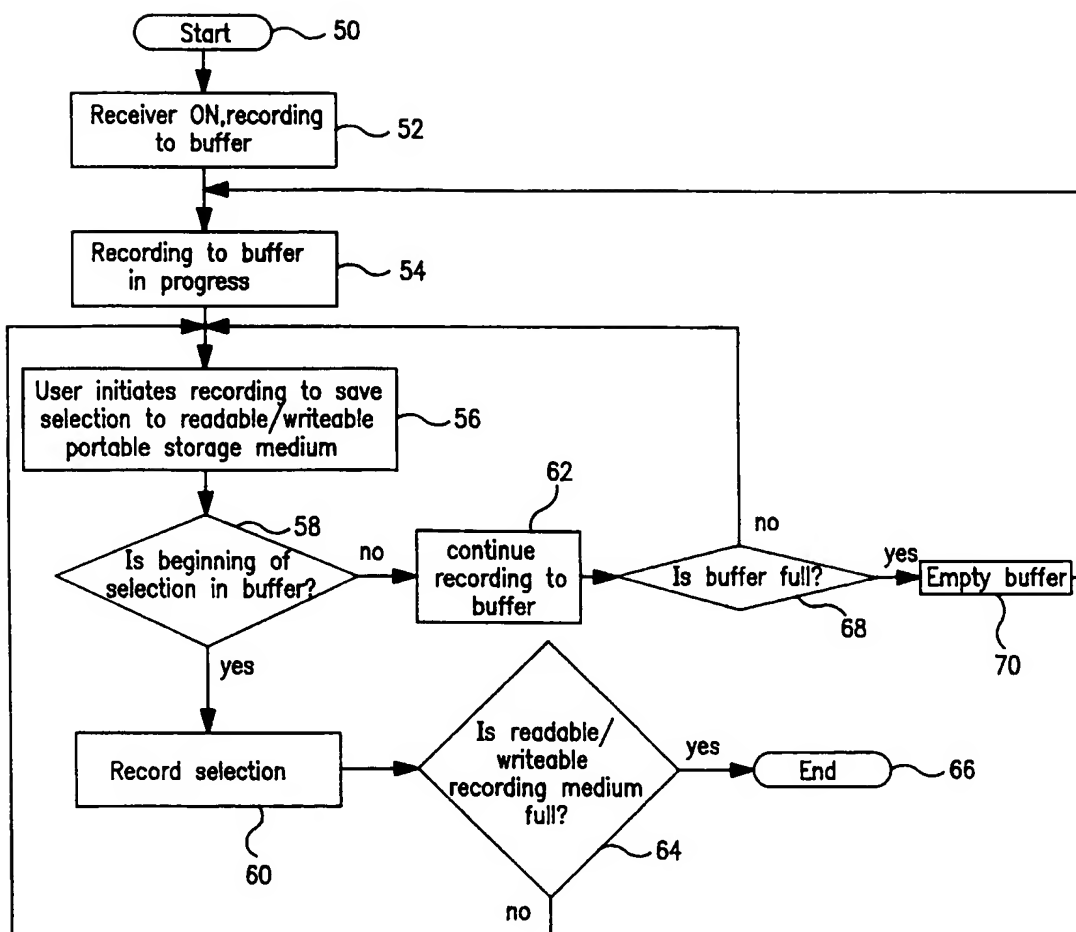 Start
50
Receiver ON,recording
to buffer
52
Recording to buffer
in progress
54
User initiates recording to save
selection to readable/writeable
portable storage medium
56
58
Is beginning of
selection in buffer?
no
62
continue
recording to
buffer
no
Is buffer full?
68
yes
Empty buffer
70
yes
Record selection
60
Is readable/
writeable
recording medium
full?
64
yes
End
66
no